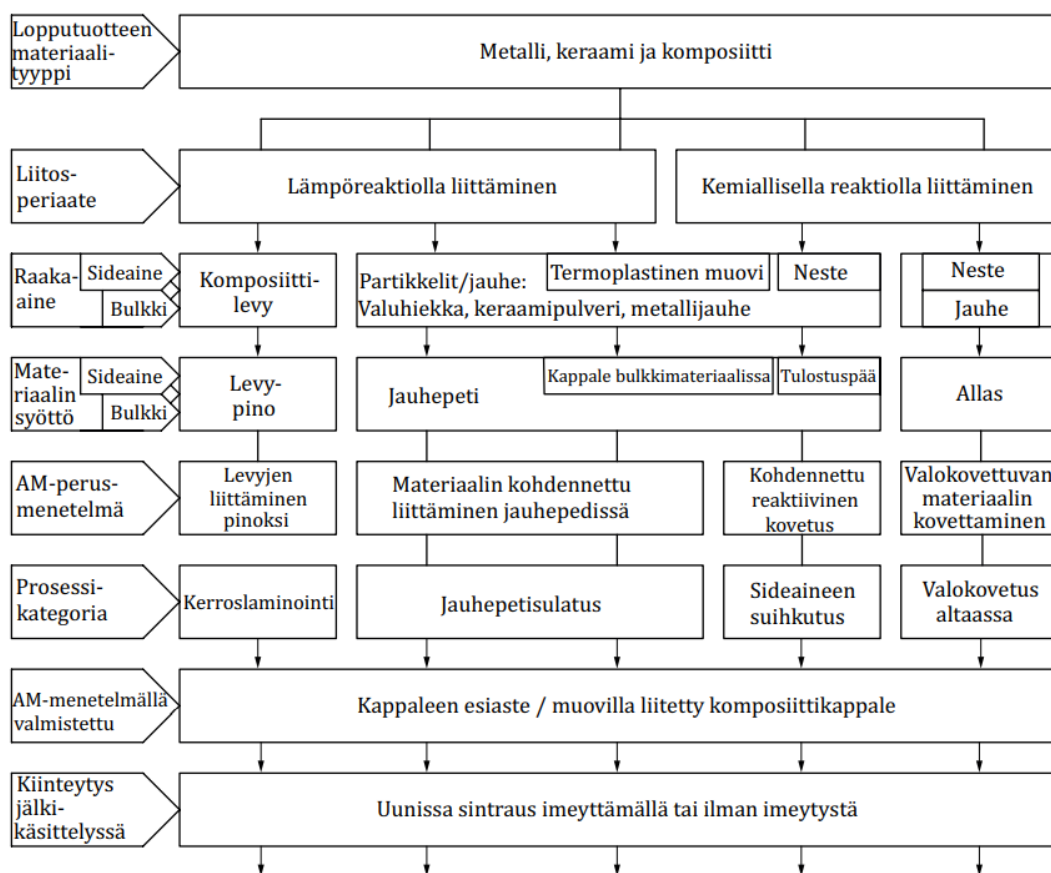 Lopputuotteen
materiaali-
tyyppi
Metalli, keraami ja komposiitti
Liitos-
periaate
Lämpöreaktiolla liittäminen
Kemiallisella reaktiolla liittäminen
Raaka-
aine
Sideaine
Bulkki
Komposiitti-
levy
Partikkelit/jauhe:
Termoplastinen muovi
Neste
Valuhiekka, keraamipulveri, metallijauhe
Neste
Jauhe
Mate-
riaalin
syöttö
Sideaine
Bulkki
Levy-
pino
Jauhepeti
Kappale bulkkimateriaalissa
Tulostuspää
Allas
AM-perus-
menetelmä
Levyjen
liittäminen
pinoksi
Materiaalin kohdennettu
liittäminen jauhepedissä
Kohdennettu
reaktiivinen
kovetus
Valokovettuvan
materiaalin
kovettaminen
Prosessi-
kategoria
Kerroslaminointi
Jauhepetisulatus
Sideaineen
suihkutus
Valokovetus
altaassa
AM-menetelmällä
valmistettu
Kappaleen esiaste / muovilla liitetty komposiittikappale
Kiinteytys
jälki-
käsittelyssä
Uunissa sintraus imeyttämällä tai ilman imeytystä